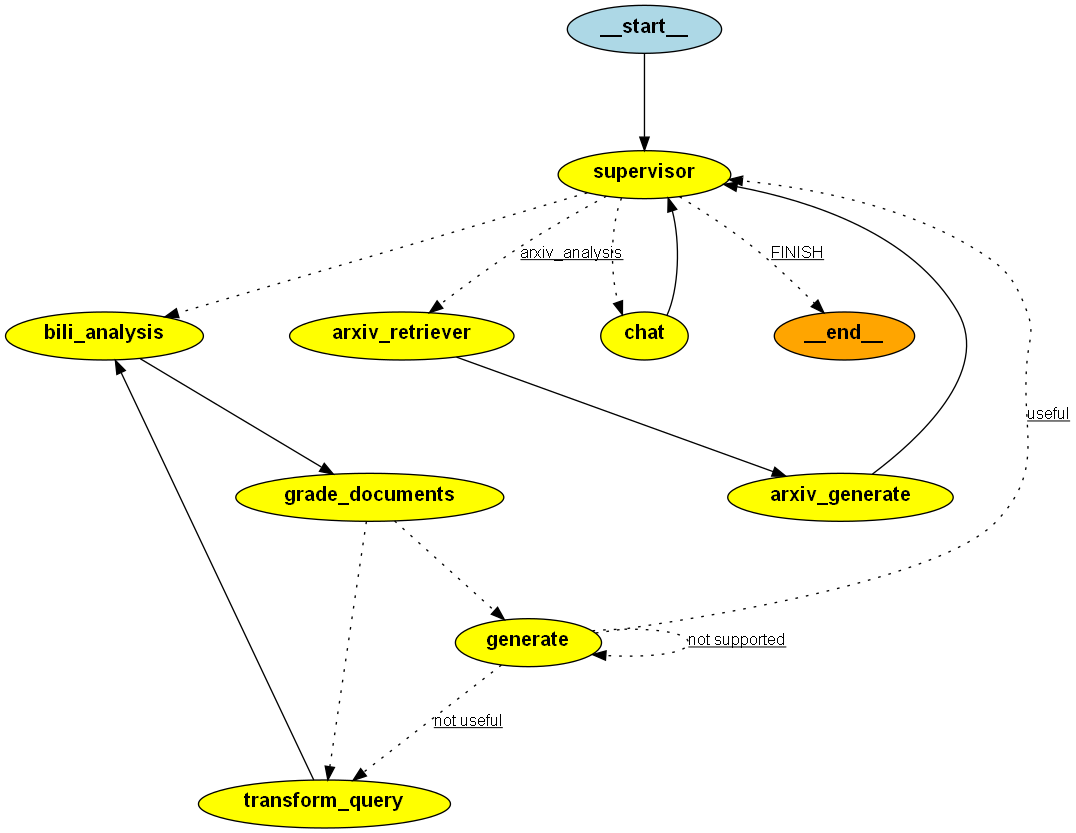 __start__
supervisor
arxiv_analysis
FINISH
bili_analysis
arxiv_retriever
chat
__end__
useful
grade_documents
arxiv_generate
generate
not supported
not useful
transform_query